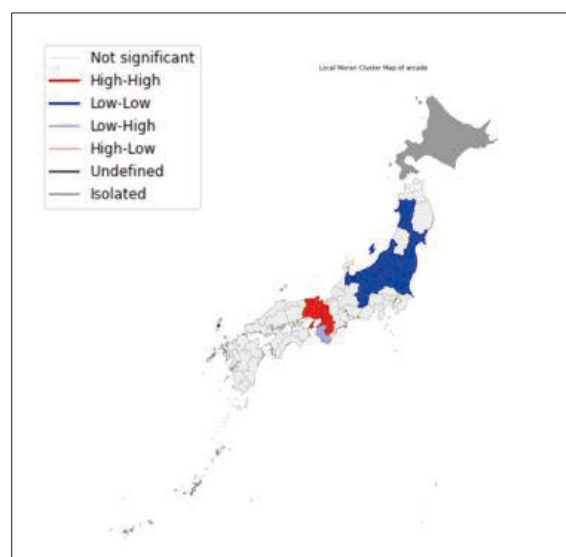 Not significant
High-High
Low-Low
Low-High
High-Low
Undefined
Isolated
Local Moran Cluster Map of arcade